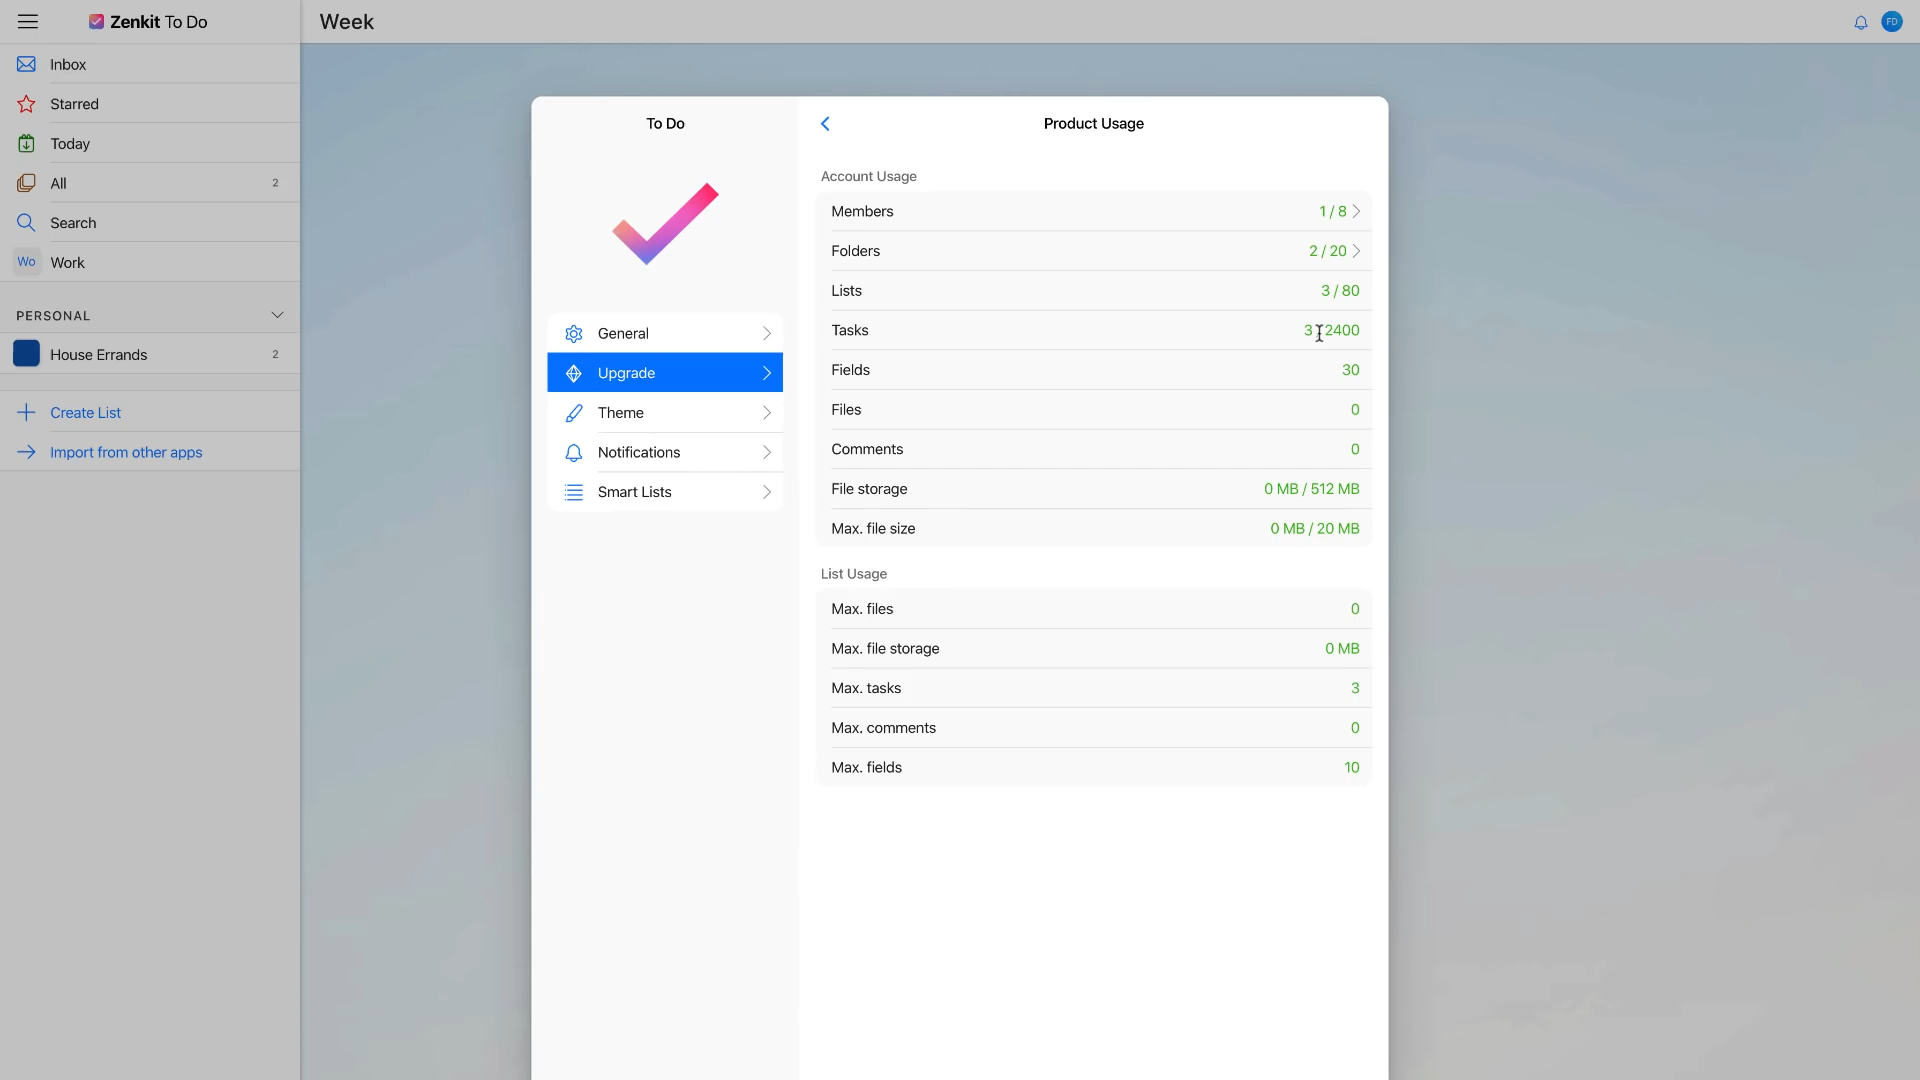 Zenkit To Do
Week
FD
Inbox
Starred
Today
All 2
Search
Wo Work
PERSONAL
House Errands 2
Create List
Import from other apps
To Do
General
Upgrade
Theme
Notifications
Smart Lists
Product Usage
Account Usage
Members 1 / 8
Folders 2 / 20
Lists 3 / 80
Tasks 3 / 2400
Fields 30
Files 0
Comments 0
File storage 0 MB / 512 MB
Max. file size 0 MB / 20 MB
List Usage
Max. files 0
Max. file storage 0 MB
Max. tasks 3
Max. comments 0
Max. fields 10